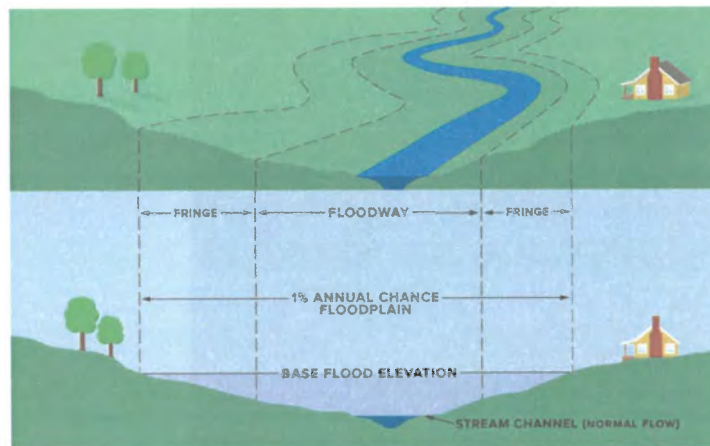 FRINGE
FLOODWAY
FRINGE
1% ANNUAL CHANCE
FLOODPLAIN
BASE FLOOD ELEVATION
STREAM CHANNEL (NORMAL FLOW)